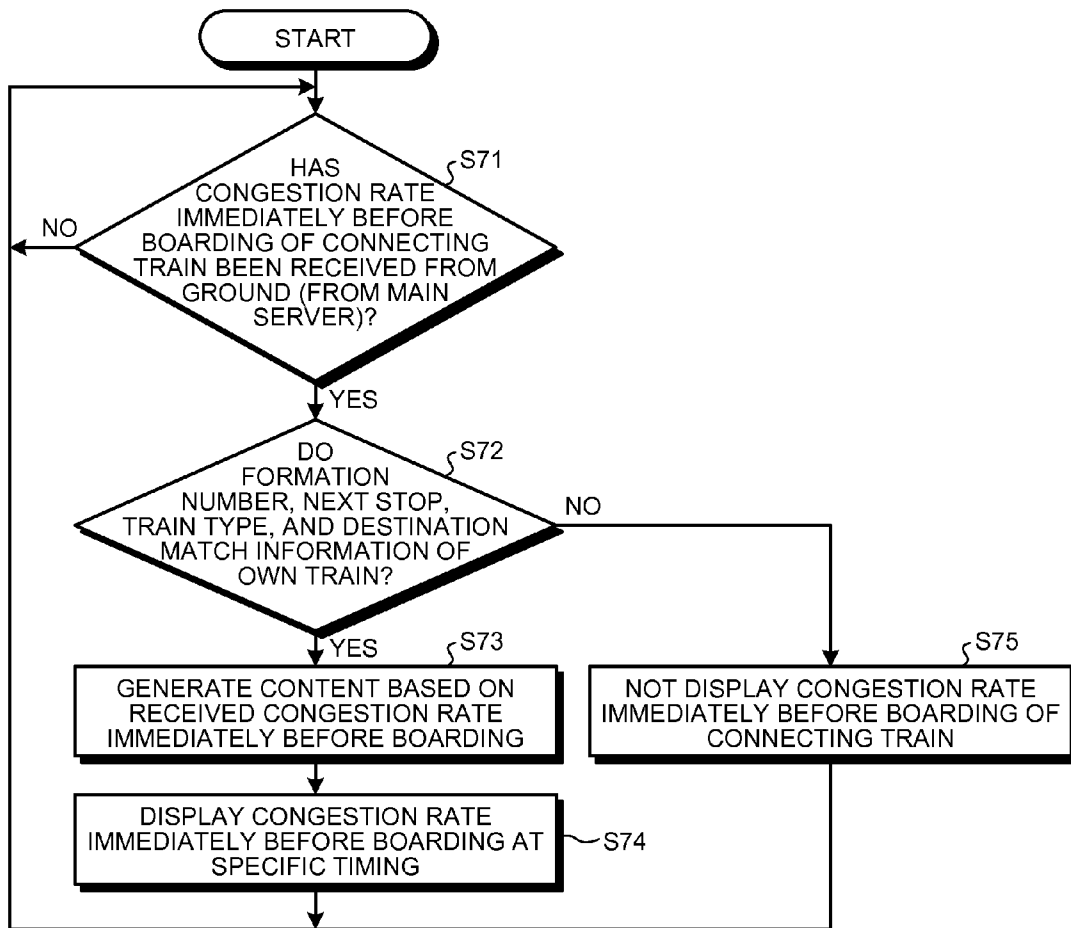 START
S71
HAS
CONGESTION RATE
IMMEDIATELY BEFORE
BOARDING OF CONNECTING
TRAIN BEEN RECEIVED FROM
GROUND (FROM MAIN
SERVER)?
NO
YES
S72
DO
FORMATION
NUMBER, NEXT STOP,
TRAIN TYPE, AND DESTINATION
MATCH INFORMATION OF
OWN TRAIN?
NO
YES
S73
GENERATE CONTENT BASED ON
RECEIVED CONGESTION RATE
IMMEDIATELY BEFORE BOARDING
S75
NOT DISPLAY CONGESTION RATE
IMMEDIATELY BEFORE BOARDING OF
CONNECTING TRAIN
DISPLAY CONGESTION RATE
IMMEDIATELY BEFORE BOARDING AT
SPECIFIC TIMING
S74